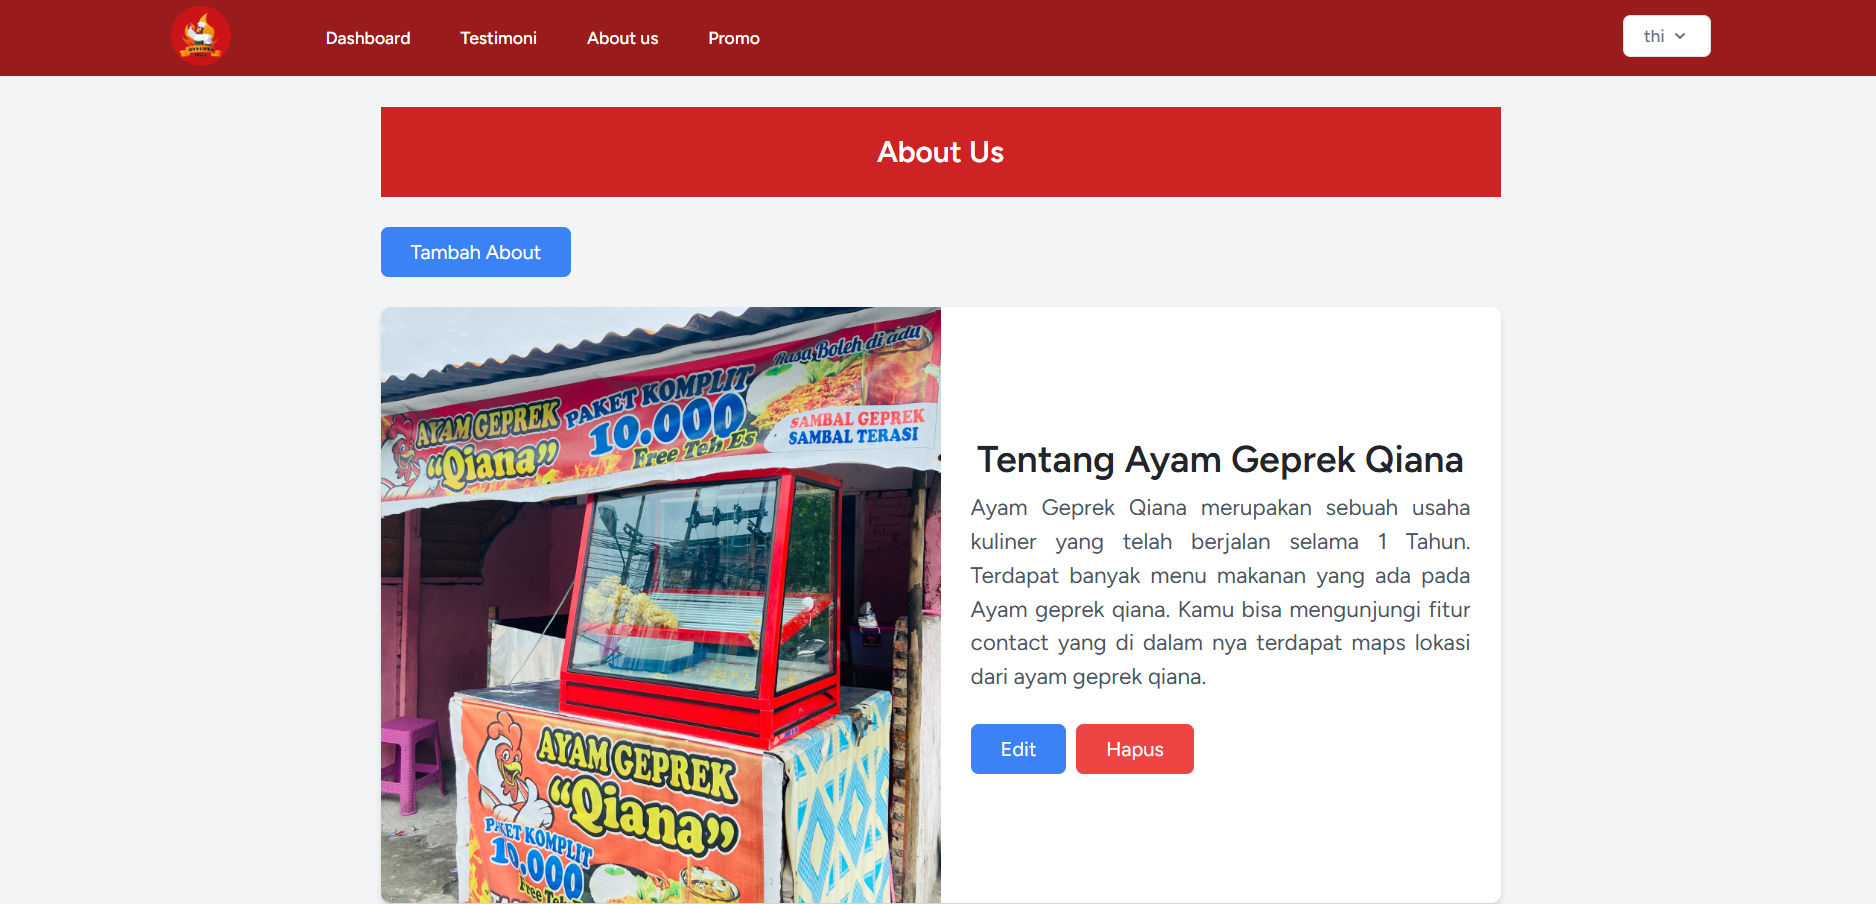 Dashboard
Testimoni
About us
Promo
thi
About Us
Tambah About
Rasa Boleh di adu
AYAM GEPREK
"Qiana"
PAKET KOMPLIT
10.000
Free Teh Es
SAMBAL GEPREK
SAMBAL TERASI
AYAM GEPREK
"Qiana"
PAKET KOMPLIT
10.000
Free Teh
Tentang Ayam Geprek Qiana
Ayam Geprek Qiana merupakan sebuah usaha
kuliner yang telah berjalan selama 1 Tahun.
Terdapat banyak menu makanan yang ada pada
Ayam geprek qiana. Kamu bisa mengunjungi fitur
contact yang di dalam nya terdapat maps lokasi
dari ayam geprek qiana.
Edit
Hapus